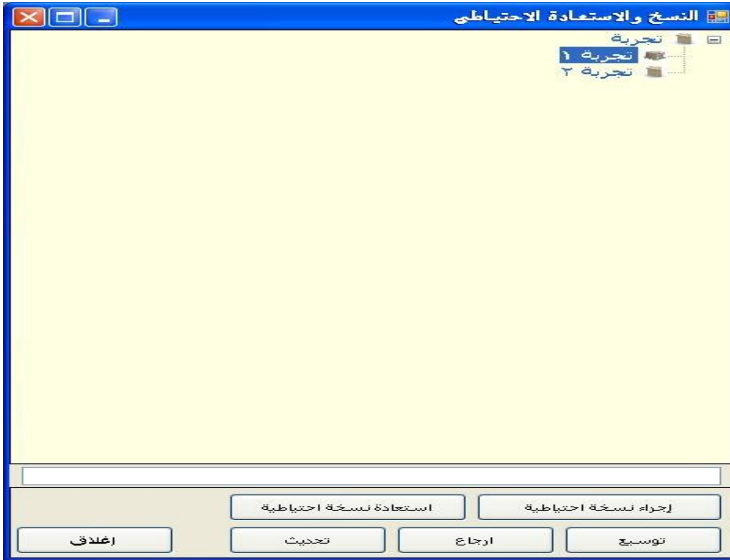 النسخ والاستعادة الاحتياطي
تجربة
تجربة ١
تجربة ٢
إجراء نسخة احتياطية
استعادة نسخة احتياطية
توسيع
ارجاع
تحديث
إغلاق